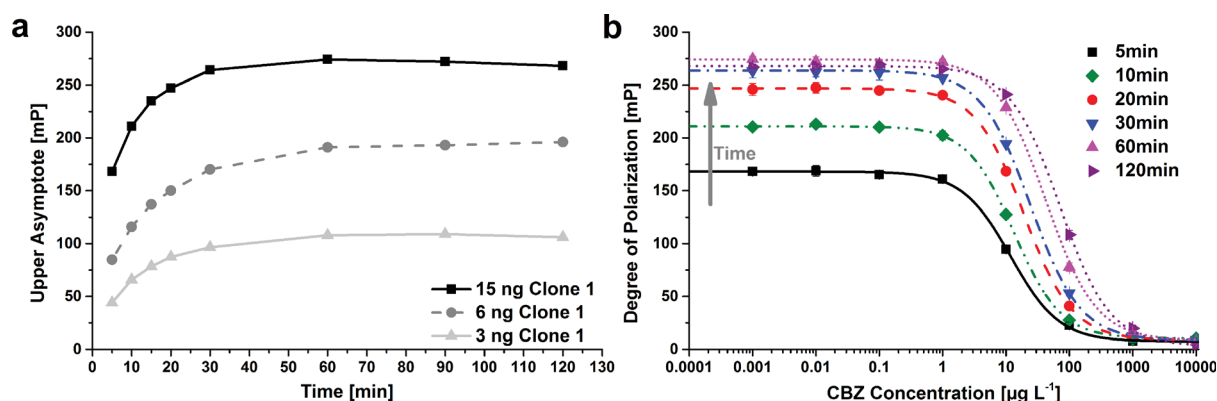 a
300
250
200
150
100
50
0
Upper Asymptote [mP]
0 10 20 30 40 50 60 70 80 90 100 110 120 130
Time [min]
15 ng Clone 1
6 ng Clone 1
3 ng Clone 1
b
300
250
200
150
100
50
0
Degree of Polarization [mP]
0.0001 0.001 0.01 0.1 1 10 100 1000 10000
CBZ Concentration [µg L⁻¹]
Time
5min
10min
20min
30min
60min
120min